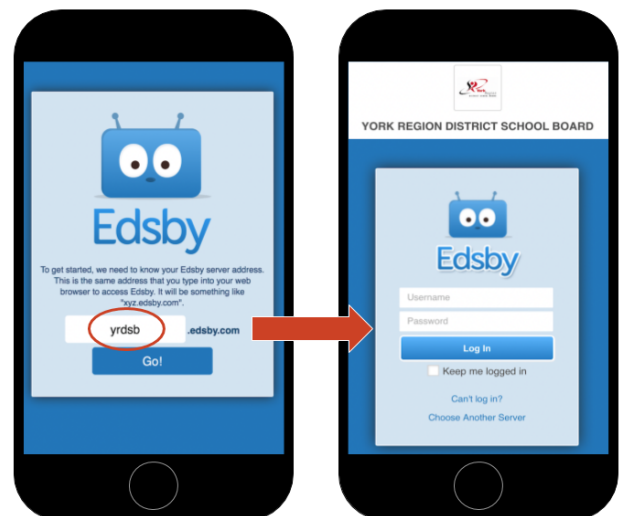 Edsby
To get started, we need to know your Edsby server address.
This is the same address that you type into your web
browser to access Edsby. It will be something like
"xyz.edsby.com".
yrdsb .edsby.com
Go!
YORK REGION DISTRICT SCHOOL BOARD
Edsby
Username
Password
Log In
Keep me logged in
Can't log in?
Choose Another Server